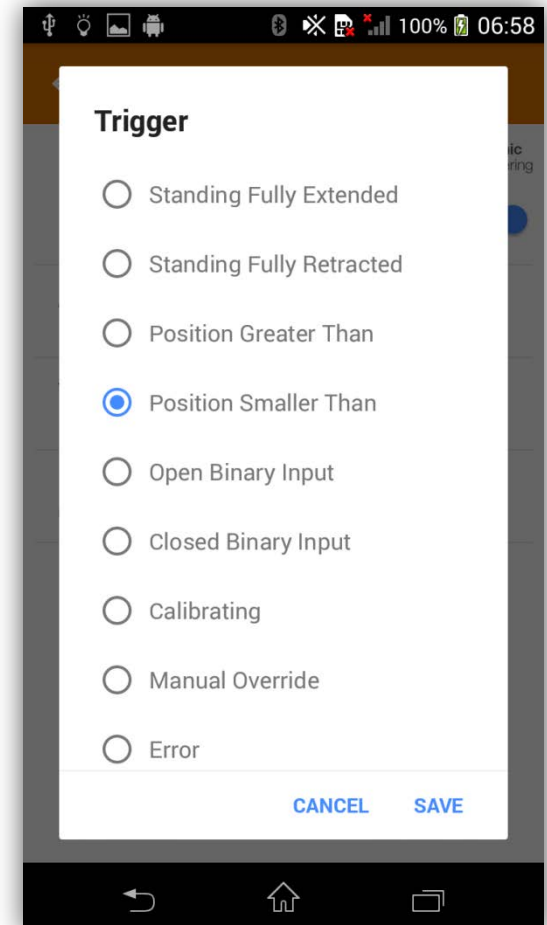 100% 06:58
Trigger
Standing Fully Extended
Standing Fully Retracted
Position Greater Than
Position Smaller Than
Open Binary Input
Closed Binary Input
Calibrating
Manual Override
Error
CANCEL SAVE